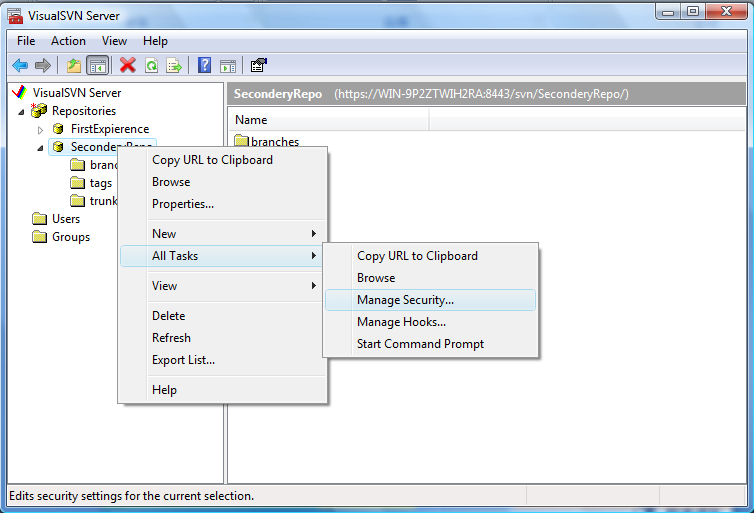 VisualSVN Server
File Action View Help
VisualSVN Server
Repositories
FirstExpierence
SeconderyRepo
branc
tags
trunk
Users
Groups
SeconderyRepo (https://WIN-9P2ZTWIH2RA:8443/svn/SeconderyRepo/)
Name
branches
Copy URL to Clipboard
Browse
Properties...
New
All Tasks
View
Delete
Refresh
Export List...
Help
Copy URL to Clipboard
Browse
Manage Security...
Manage Hooks...
Start Command Prompt
Edits security settings for the current selection.